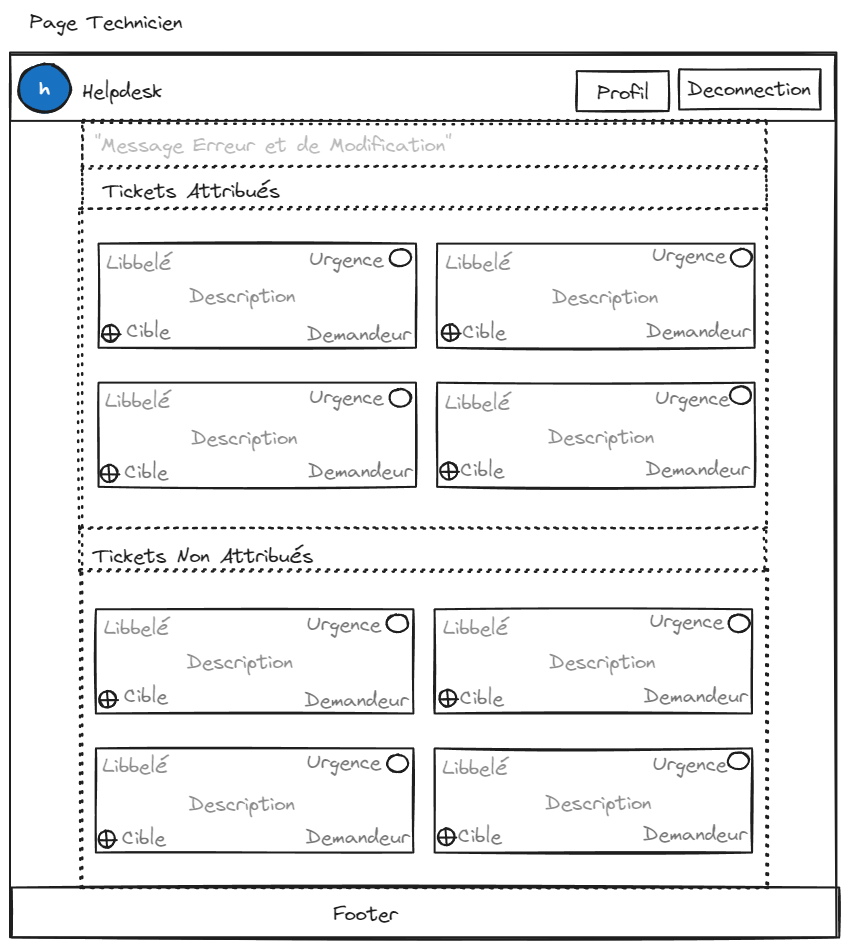 Page Technicien
h Helpdesk Profil Deconnection
"Message Erreur et de Modification"
Tickets Attribués
Libbelé Urgence Libbelé Urgence
Description Description
Cible Demandeur Cible Demandeur
Libbelé Urgence Libbelé Urgence
Description Description
Cible Demandeur Cible Demandeur
Tickets Non Attribués
Libbelé Urgence Libbelé Urgence
Description Description
Cible Demandeur Cible Demandeur
Libbelé Urgence Libbelé Urgence
Description Description
Cible Demandeur Cible Demandeur
Footer